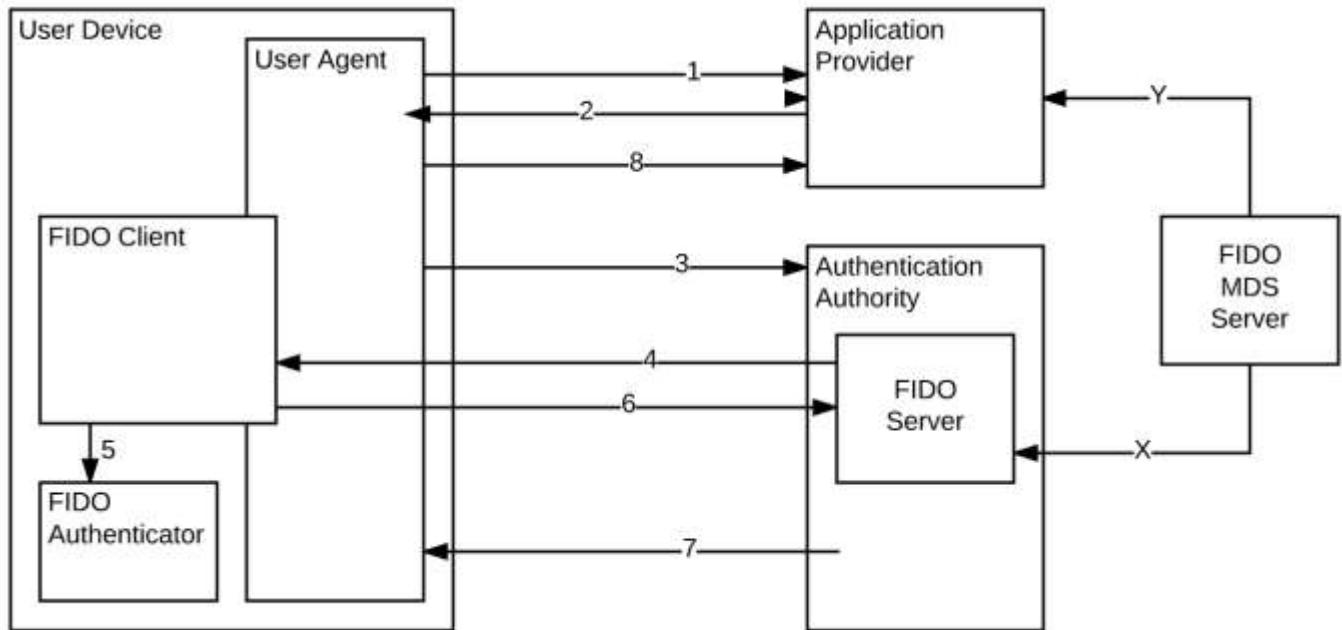 User Device
User Agent
Application
Provider
1
2
Y
8
FIDO Client
3
Authentication
Authority
FIDO
MDS
Server
4
6
FIDO
Server
5
X
FIDO
Authenticator
7